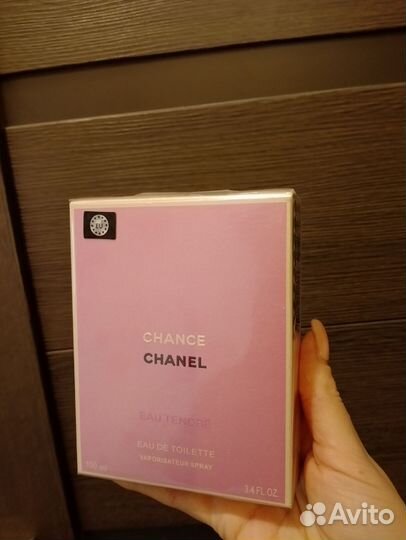 CHANCE
CHANEL
EAU TENDRE
EAU DE TOILETTE
VAPORISATEUR SPRAY
100 ml
3.4 FL.OZ
Avito